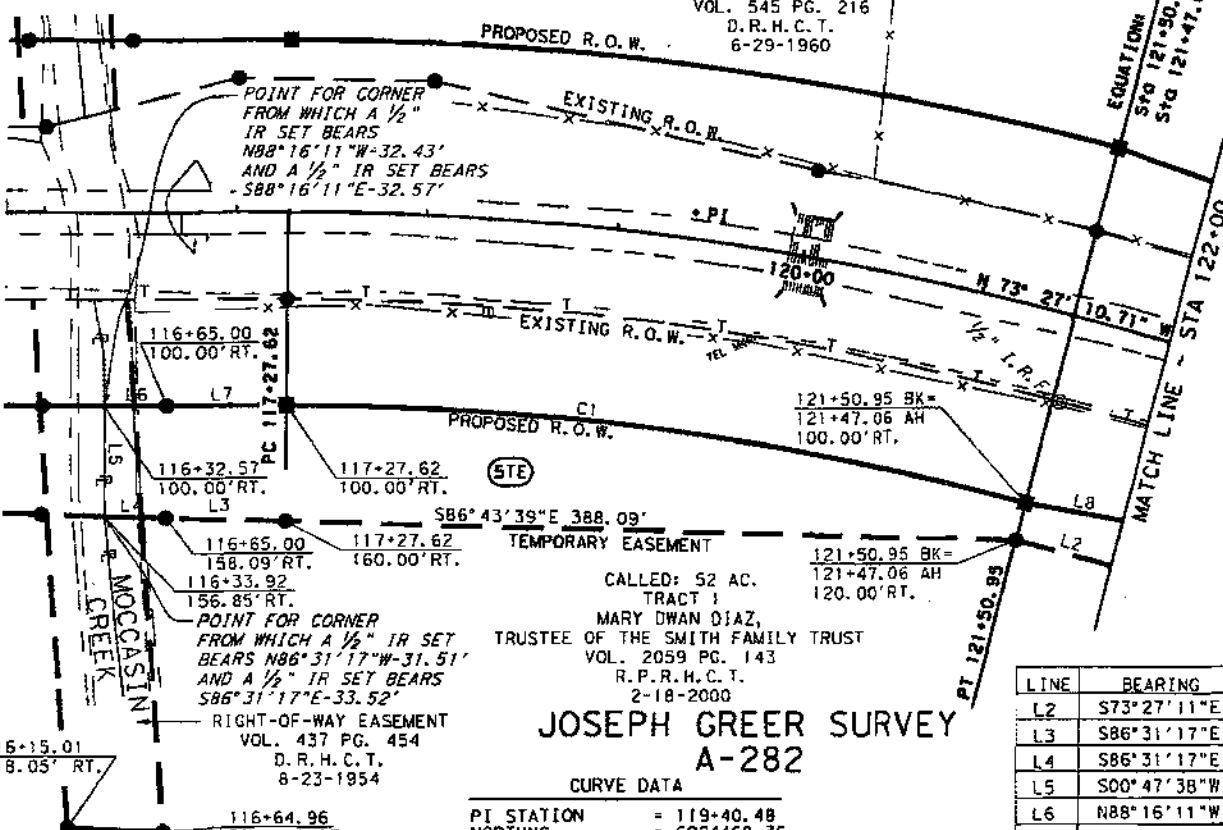 VOL. 545 PG. 216
D.R.H.C.T.
6-29-1960
PROPOSED R.O.W.
EQUATION=
Sta 121+50.
Sta 121+47.
POINT FOR CORNER
FROM WHICH A 1/2"
IR SET BEARS
N88°16'11"W-32.43'
AND A 1/2" IR SET BEARS
S88°16'11"E-32.57'
EXISTING R.O.W.
PI
120+00
N 73° 27' 10.71" W
MATCH LINE - STA 122+00
T
T
T
T
T
T
T
EXISTING R.O.W.
1/2" I.R.F.
116+65.00
100.00'RT.
PC 117+27.62
L6
L7
C1
PROPOSED R.O.W.
121+50.95 BK=
121+47.06 AH
100.00'RT.
L5
116+32.57
100.00'RT.
117+27.62
100.00'RT.
STE
L8
L4
L3
S86°43'39"E 388.09'
TEMPORARY EASEMENT
L2
116+65.00
158.09'RT.
117+27.62
160.00'RT.
121+50.95 BK=
121+47.06 AH
120.00'RT.
116+33.92
156.85'RT.
MOCCASIN
CREEK
PT 121+50.95
CALLED: 52 AC.
TRACT 1
MARY DWAN DIAZ,
TRUSTEE OF THE SMITH FAMILY TRUST
VOL. 2059 PG. 143
R.P.R.H.C.T.
2-18-2000
POINT FOR CORNER
FROM WHICH A 1/2" IR SET
BEARS N86°31'17"W-31.51'
AND A 1/2" IR SET BEARS
S86°31'17"E-33.52'
RIGHT-OF-WAY EASEMENT
VOL. 437 PG. 454
D.R.H.C.T.
8-23-1954
JOSEPH GREER SURVEY
A-282
6+15.01
8.05' RT.
116+64.96
CURVE DATA
PI STATION = 119+40.48
LINE BEARING
L2 S73°27'11"E
L3 S86°31'17"E
L4 S86°31'17"E
L5 S00°47'38"W
L6 N88°16'11"W